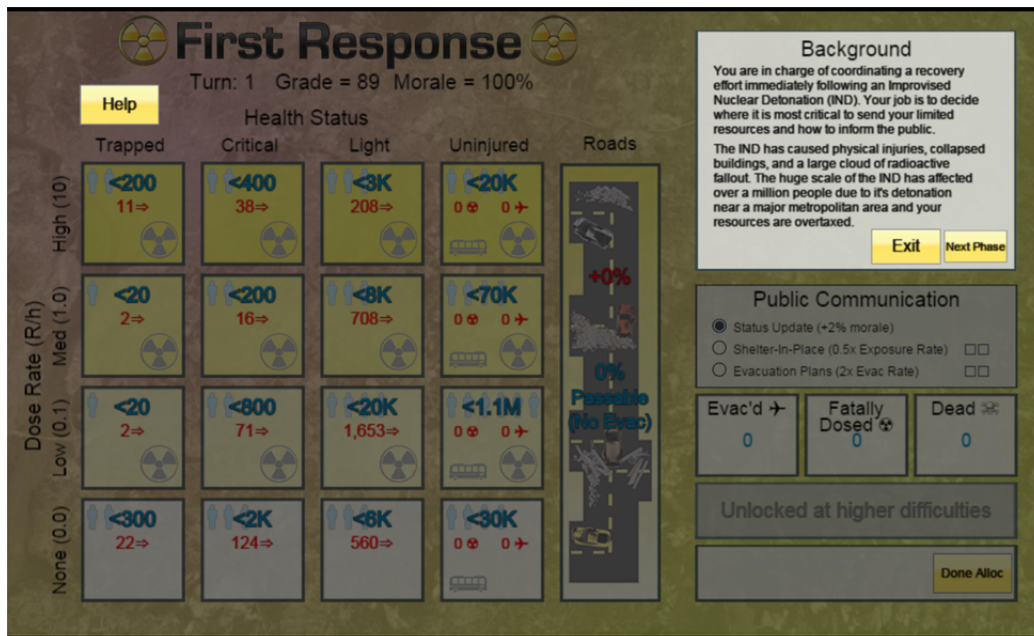 First Response
Turn: 1 Grade = 89 Morale = 100%
Help
Health Status
Trapped Critical Light Uninjured Roads
Dose Rate (R/h)
High (10)
<200 <400 <3K <20K
11⇒ 38⇒ 208⇒ 0 ☢ 0 ✈
Med (1.0)
<20 <200 <8K <70K
2⇒ 16⇒ 708⇒ 0 ☢ 0 ✈
Low (0.1)
<20 <800 <20K <1.1M
2⇒ 71⇒ 1,653⇒ 0 ☢ 0 ✈
None (0.0)
<300 <2K <6K <30K
22⇒ 124⇒ 560⇒ 0 ☢ 0 ✈
+0%
0%
Passable
(No Evac)
Background
You are in charge of coordinating a recovery
effort immediately following an Improvised
Nuclear Detonation (IND). Your job is to decide
where it is most critical to send your limited
resources and how to inform the public.
The IND has caused physical injuries, collapsed
buildings, and a large cloud of radioactive
fallout. The huge scale of the IND has affected
over a million people due to it's detonation
near a major metropolitan area and your
resources are overtaxed.
Exit Next Phase
Public Communication
Status Update (+2% morale)
Shelter-In-Place (0.5x Exposure Rate)
Evacuation Plans (2x Evac Rate)
Evac'd ✈
0
Fatally
Dosed ☢
0
Dead ☠
0
Unlocked at higher difficulties
Done Alloc